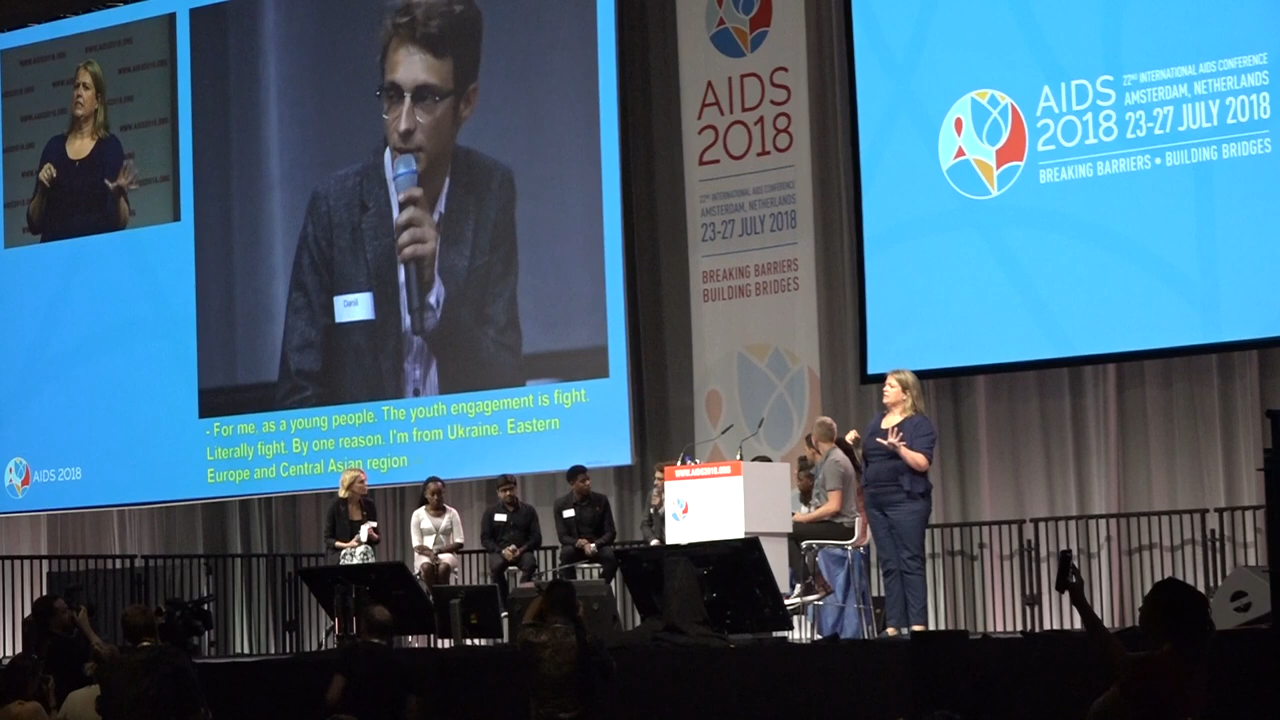 WWW.AIDS2018.ORG
Daniil
- For me, as a young people. The youth engagement is fight.
Literally fight. By one reason. I'm from Ukraine. Eastern
Europe and Central Asian region
AIDS 2018
AIDS
2018
22ND INTERNATIONAL AIDS CONFERENCE
AMSTERDAM, NETHERLANDS
23-27 JULY 2018
BREAKING BARRIERS
BUILDING BRIDGES
AIDS
2018
22ND INTERNATIONAL AIDS CONFERENCE
AMSTERDAM, NETHERLANDS
23-27 JULY 2018
BREAKING BARRIERS • BUILDING BRIDGES
WWW.AIDS2018.ORG